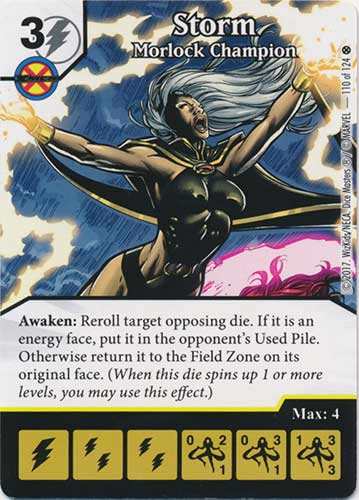 3
Storm
Morlock Champion
X-MEN
110 of 124
©2017. WizKids/NECA. Dice Masters ®/™ © MARVEL
Awaken: Reroll target opposing die. If it is an
energy face, put it in the opponent's Used Pile.
Otherwise return it to the Field Zone on its
original face. (When this die spins up 1 or more
levels, you may use this effect.)
Max: 4
0 2 1
0 3 1
1 3 3